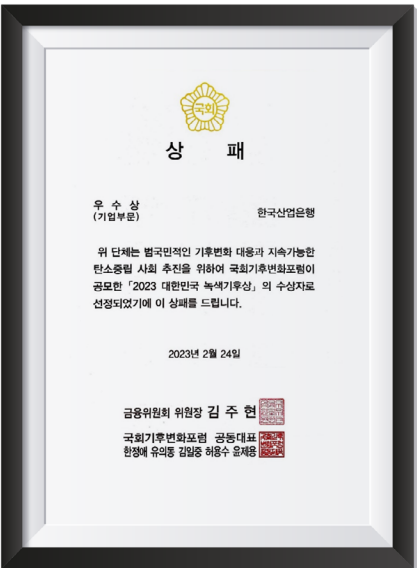 국회
상 패
우 수 상
(기업부문)
한국산업은행
위 단체는 범국민적인 기후변화 대응과 지속가능한
탄소중립 사회 추진을 위하여 국회기후변화포럼이
공모한 「2023 대한민국 녹색기후상」의 수상자로
선정되었기에 이 상패를 드립니다.
2023년 2월 24일
금융위원회 위원장 김 주 현
국회기후변화포럼 공동대표
한정애 유의동 김일중 허용수 윤제용